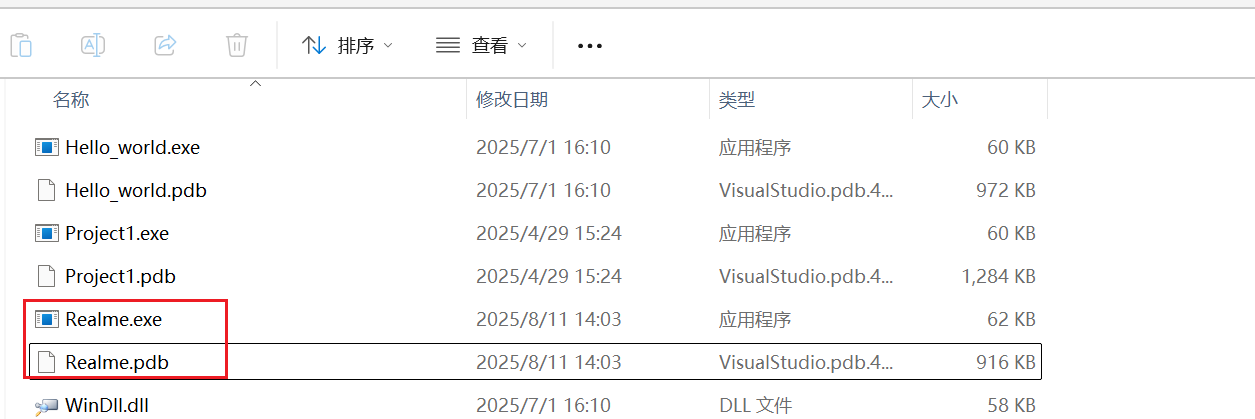 排序 查看
名称 修改日期 类型 大小
Hello_world.exe 2025/7/1 16:10 应用程序 60 KB
Hello_world.pdb 2025/7/1 16:10 VisualStudio.pdb.4... 972 KB
Project1.exe 2025/4/29 15:24 应用程序 60 KB
Project1.pdb 2025/4/29 15:24 VisualStudio.pdb.4... 1,284 KB
Realme.exe 2025/8/11 14:03 应用程序 62 KB
Realme.pdb 2025/8/11 14:03 VisualStudio.pdb.4... 916 KB
WinDll.dll 2025/7/1 16:10 DLL 文件 58 KB